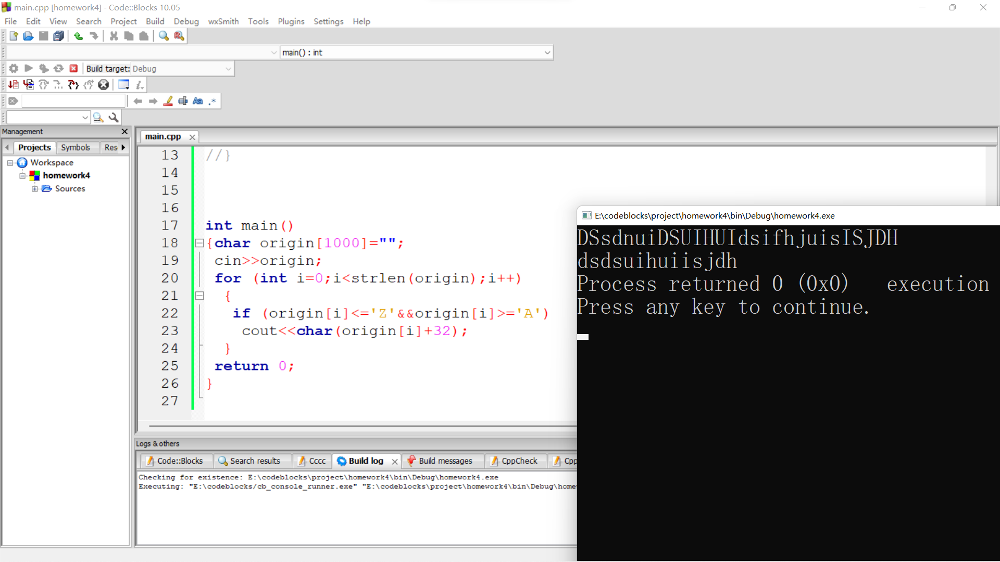 main.cpp [homework4] - Code::Blocks 10.05
File Edit View Search Project Build Debug wxSmith Tools Plugins Settings Help
main() : int
Build target: Debug
Management
Projects Symbols Res
Workspace
homework4
Sources
main.cpp
13 //}
14
15
16
17 int main()
18 {char origin[1000]="";
19 cin>>origin;
20 for (int i=0;i<strlen(origin);i++)
21 {
22 if (origin[i]<='Z'&&origin[i]>='A')
23 cout<<char(origin[i]+32);
24 }
25 return 0;
26 }
27
E:\codeblocks\project\homework4\bin\Debug\homework4.exe
DSsdnuiDSUIHUIdsifhjuisISJDH
dsdsuihuiisjdh
Process returned 0 (0x0) execution
Press any key to continue.
Logs & others
Code::Blocks Search results Cccc Build log Build messages CppCheck Cpp
Checking for existence: E:\codeblocks\project\homework4\bin\Debug\homework4.exe
Executing: "E:\codeblocks/cb_console_runner.exe" "E:\codeblocks\project\homework4\bin\Debug\home